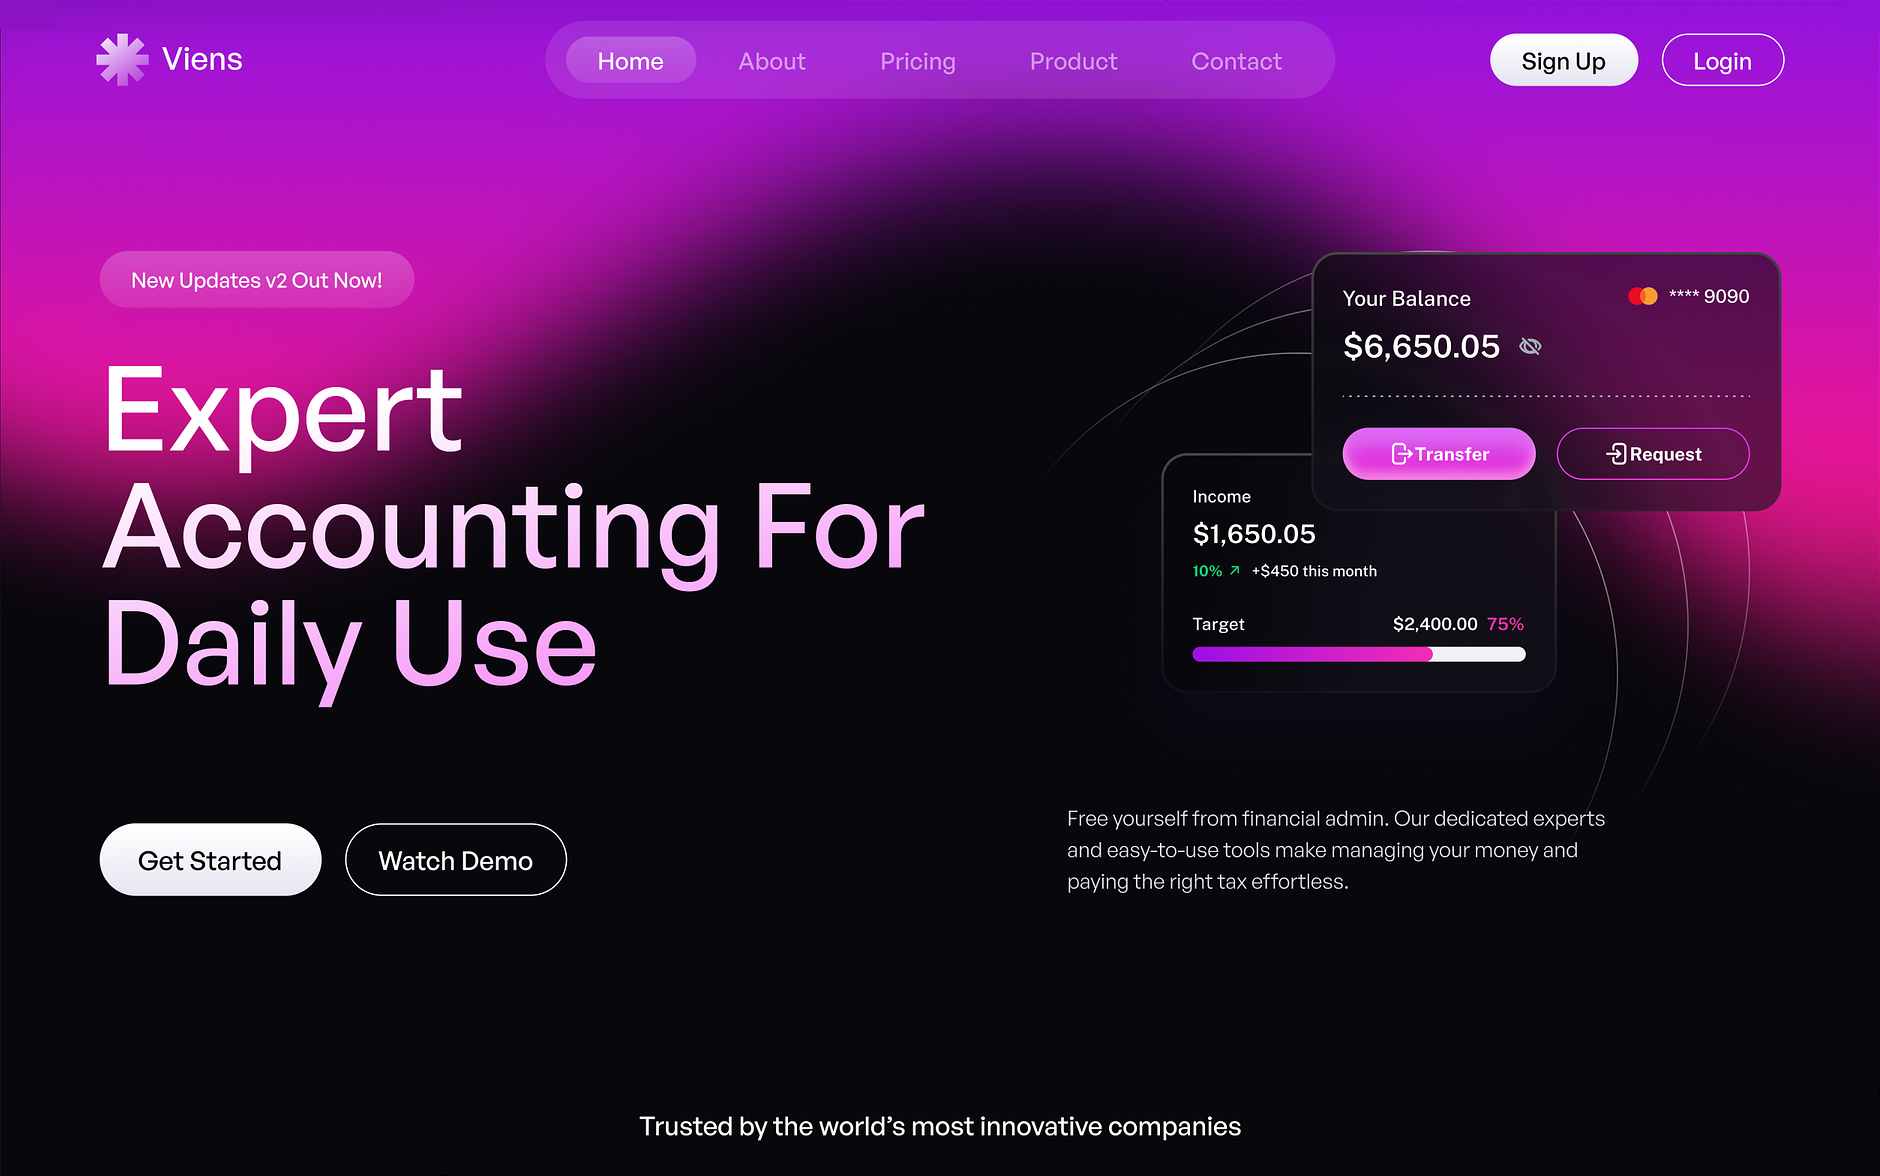 Viens
Home
About
Pricing
Product
Contact
Sign Up
Login
New Updates v2 Out Now!
Expert
Accounting For
Daily Use
Get Started
Watch Demo
Your Balance
**** 9090
$6,650.05
Transfer
Request
Income
$1,650.05
10% ↗ +$450 this month
Target
$2,400.00 75%
Free yourself from financial admin. Our dedicated experts
and easy-to-use tools make managing your money and
paying the right tax effortless.
Trusted by the world’s most innovative companies